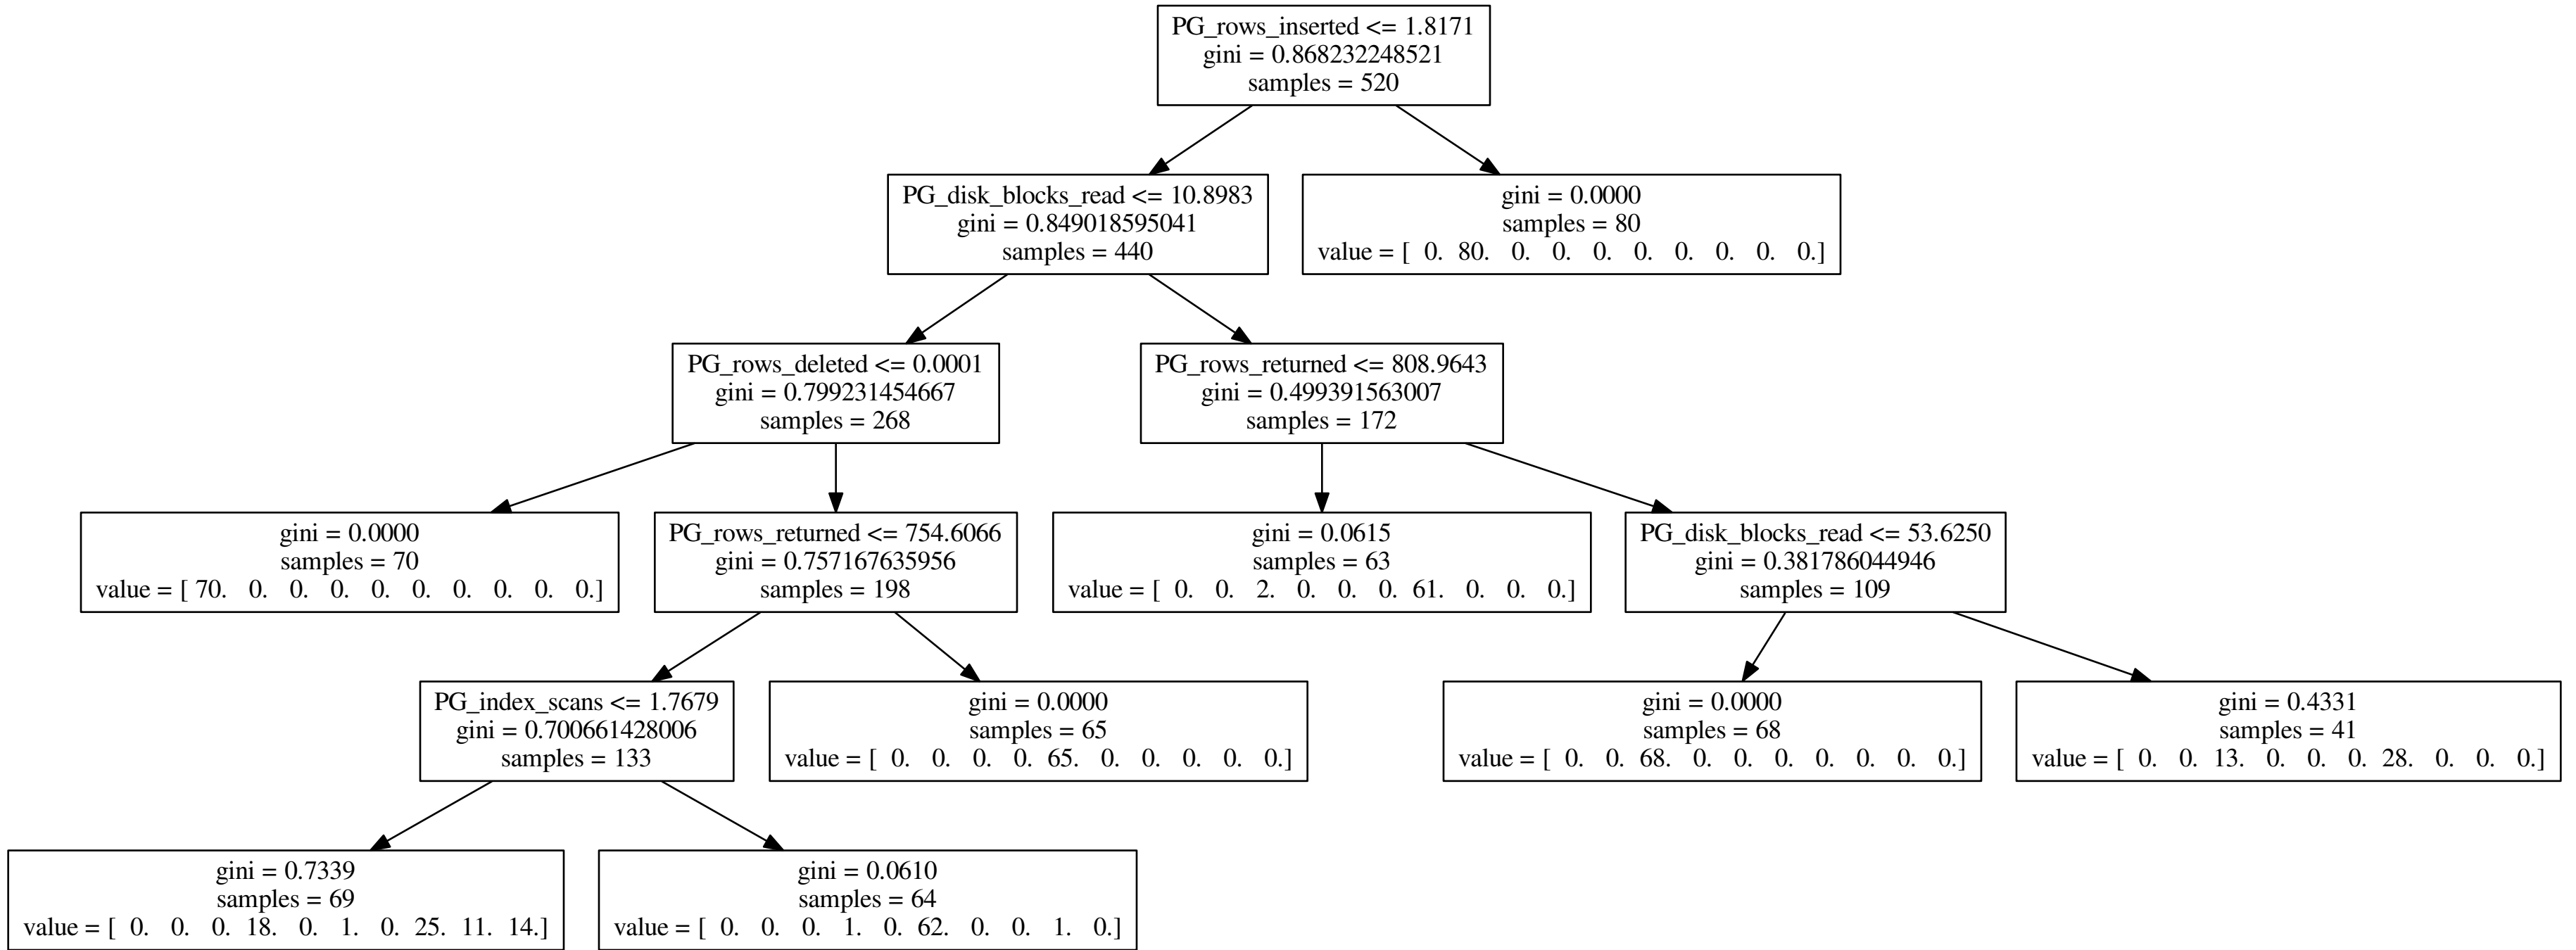 PG_rows_inserted <= 1.8171
gini = 0.868232248521
samples = 520
PG_disk_blocks_read <= 10.8983
gini = 0.849018595041
samples = 440
gini = 0.0000
samples = 80
value = [ 0. 80. 0. 0. 0. 0. 0. 0. 0. 0.]
PG_rows_deleted <= 0.0001
gini = 0.799231454667
samples = 268
PG_rows_returned <= 808.9643
gini = 0.499391563007
samples = 172
gini = 0.0000
samples = 70
value = [ 70. 0. 0. 0. 0. 0. 0. 0. 0. 0.]
PG_rows_returned <= 754.6066
gini = 0.757167635956
samples = 198
gini = 0.0615
samples = 63
value = [ 0. 0. 2. 0. 0. 0. 61. 0. 0. 0.]
PG_disk_blocks_read <= 53.6250
gini = 0.381786044946
samples = 109
PG_index_scans <= 1.7679
gini = 0.700661428006
samples = 133
gini = 0.0000
samples = 65
value = [ 0. 0. 0. 0. 65. 0. 0. 0. 0. 0.]
gini = 0.0000
samples = 68
value = [ 0. 0. 68. 0. 0. 0. 0. 0. 0. 0.]
gini = 0.4331
samples = 41
value = [ 0. 0. 13. 0. 0. 0. 28. 0. 0. 0.]
gini = 0.7339
samples = 69
value = [ 0. 0. 0. 18. 0. 1. 0. 25. 11. 14.]
gini = 0.0610
samples = 64
value = [ 0. 0. 0. 1. 0. 62. 0. 0. 1. 0.]